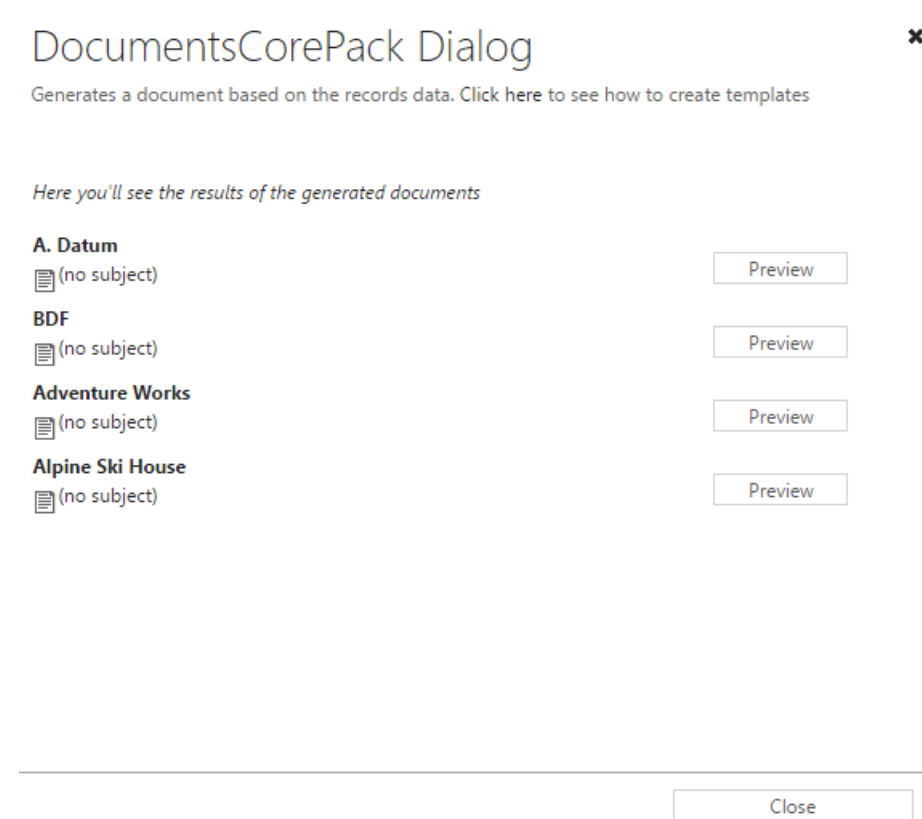 DocumentsCorePack Dialog
Generates a document based on the records data. Click here to see how to create templates
Here you'll see the results of the generated documents
A. Datum
(no subject)
Preview
BDF
(no subject)
Preview
Adventure Works
(no subject)
Preview
Alpine Ski House
(no subject)
Preview
Close